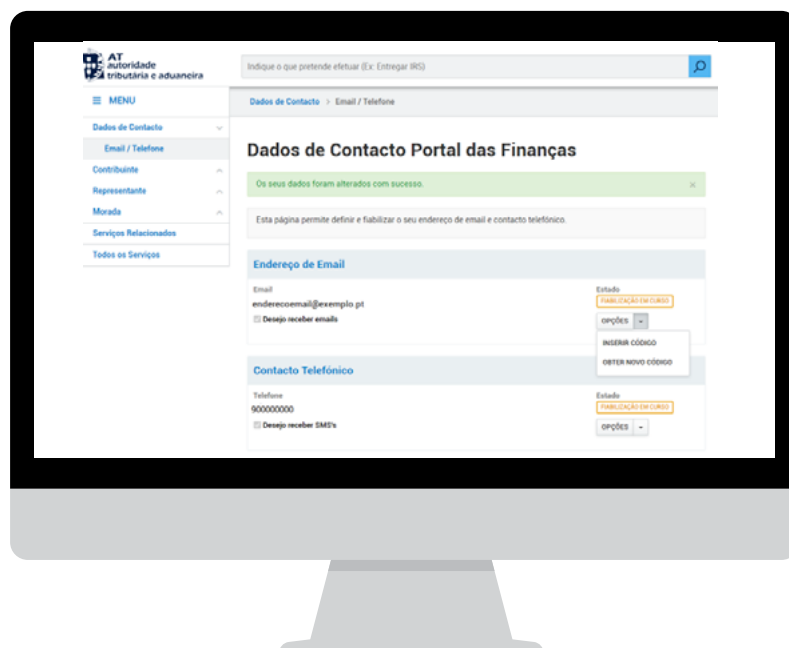 AT
autoridade
tributária e aduaneira
Indique o que pretende efetuar (Ex: Entregar IRS)
MENU
Dados de Contacto > Email / Telefone
Dados de Contacto
Email / Telefone
Contribuinte
Representante
Morada
Serviços Relacionados
Todos os Serviços
Dados de Contacto Portal das Finanças
Os seus dados foram alterados com sucesso.
Esta página permite definir e fiabilizar o seu endereço de email e contacto telefónico.
Endereço de Email
Email
Estado
enderecoemail@exemplo.pt
FIABILIZAÇÃO EM CURSO
Desejo receber emails
OPÇÕES
INSERIR CÓDIGO
OBTER NOVO CÓDIGO
Contacto Telefónico
Telefone
Estado
900000000
FIABILIZAÇÃO EM CURSO
Desejo receber SMS's
OPÇÕES